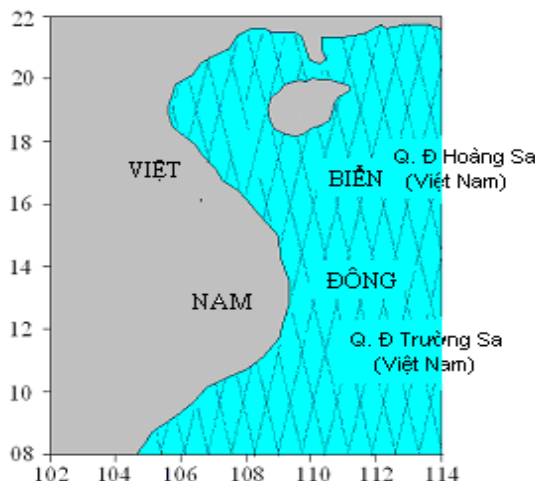 22
20
18
16
14
12
10
08
VIỆT
NAM
BIỂN
ĐÔNG
Q. Đ Hoàng Sa
(Việt Nam)
Q. Đ Trường Sa
(Việt Nam)
102 104 106 108 110 112 114